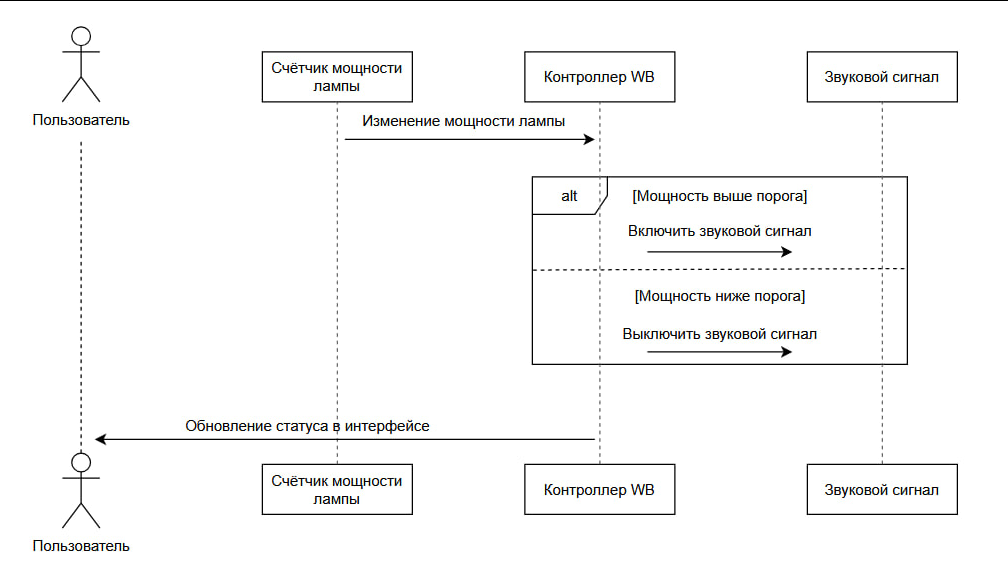 Пользователь
Счётчик мощности
лампы
Контроллер WB
Звуковой сигнал
Изменение мощности лампы
alt
[Мощность выше порога]
Включить звуковой сигнал
[Мощность ниже порога]
Выключить звуковой сигнал
Обновление статуса в интерфейсе
Пользователь
Счётчик мощности
лампы
Контроллер WB
Звуковой сигнал